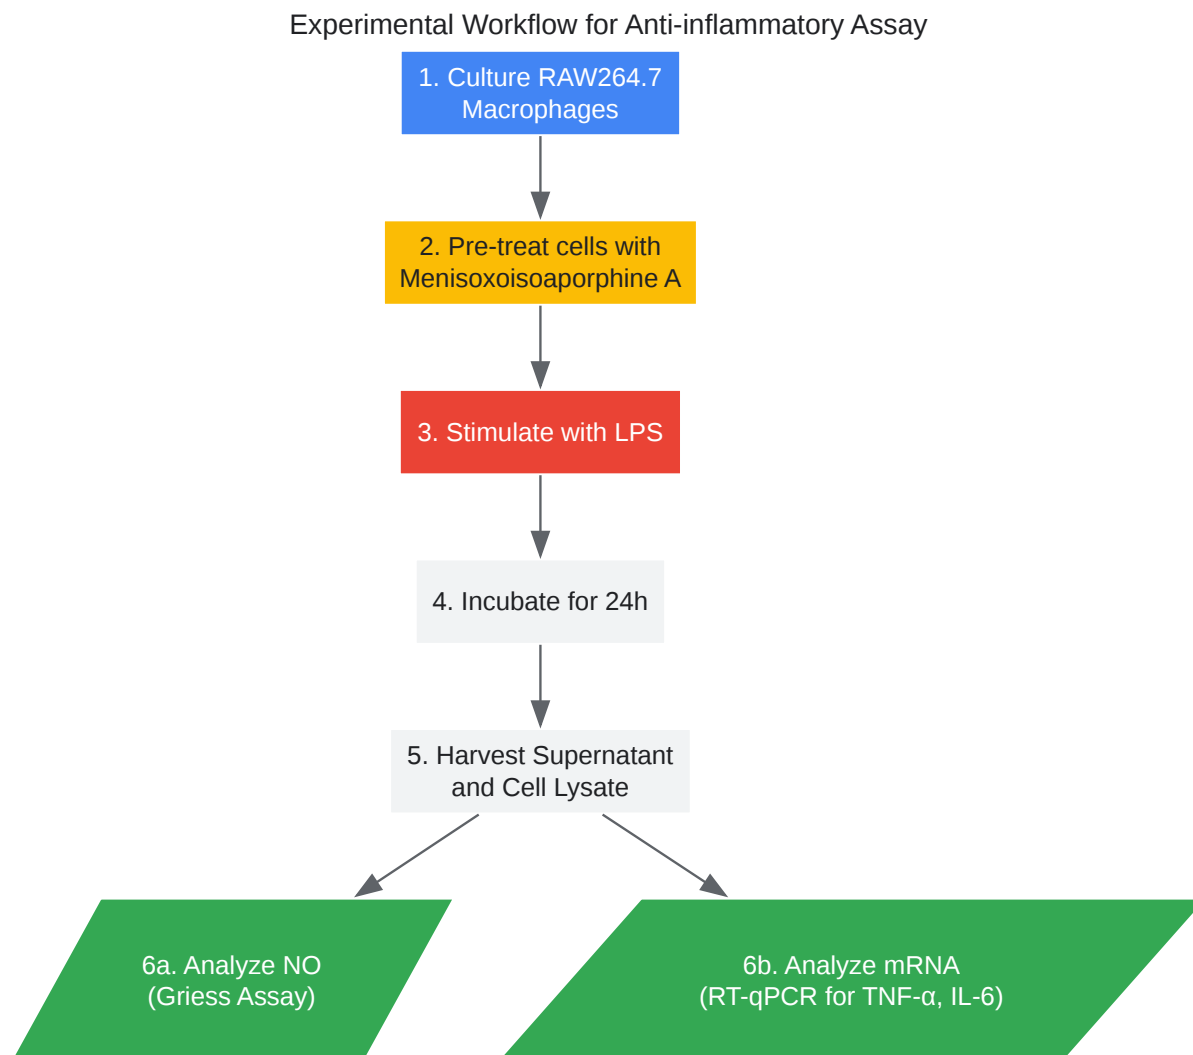 Experimental Workflow for Anti-inflammatory Assay
1. Culture RAW264.7
Macrophages
2. Pre-treat cells with
Menisoxoisoaporphine A
3. Stimulate with LPS
4. Incubate for 24h
5. Harvest Supernatant
and Cell Lysate
6a. Analyze NO
(Griess Assay)
6b. Analyze mRNA
(RT-qPCR for TNF-α, IL-6)